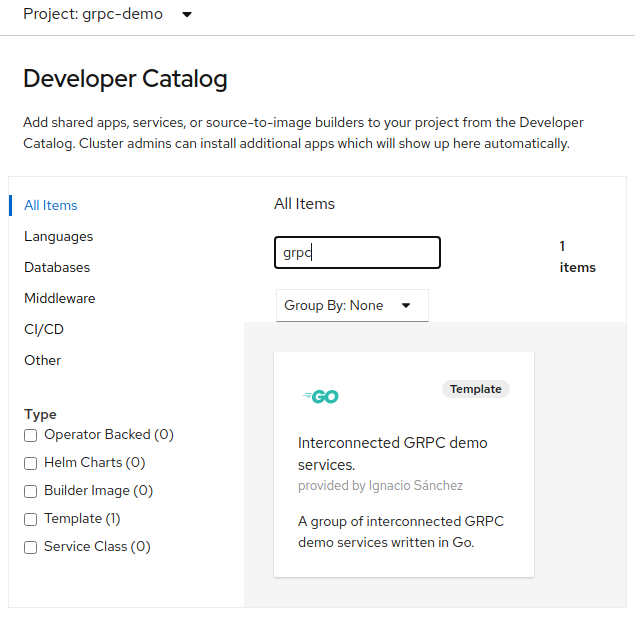 Project: grpc-demo
Developer Catalog
Add shared apps, services, or source-to-image builders to your project from the Developer
Catalog. Cluster admins can install additional apps which will show up here automatically.
All Items
Languages
Databases
Middleware
CI/CD
Other
Type
Operator Backed (0)
Helm Charts (0)
Builder Image (0)
Template (1)
Service Class (0)
All Items
grpc
1
items
Group By: None
GO
Template
Interconnected GRPC demo
services.
provided by Ignacio Sánchez
A group of interconnected GRPC
demo services written in Go.